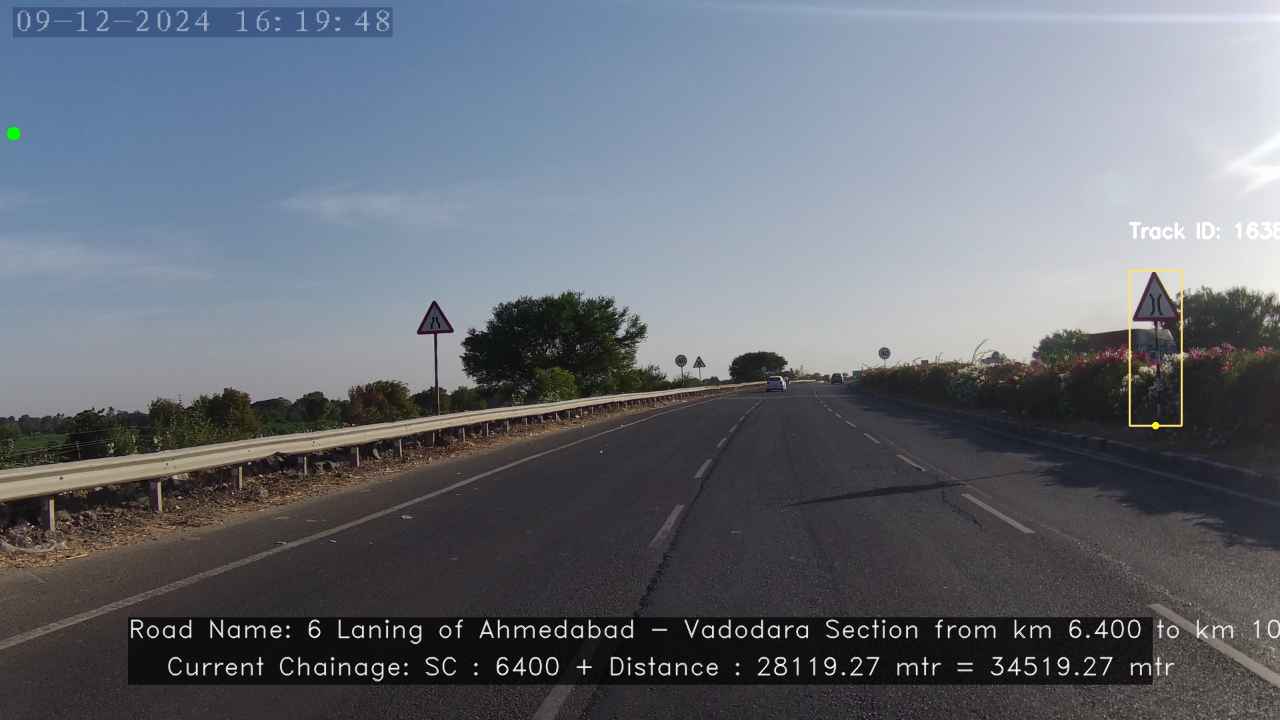 09-12-2024 16:19:48
Track ID: 1638
Road Name: 6 Laning of Ahmedabad - Vadodara Section from km 6.400 to km 10
Current Chainage: SC : 6400 + Distance : 28119.27 mtr = 34519.27 mtr